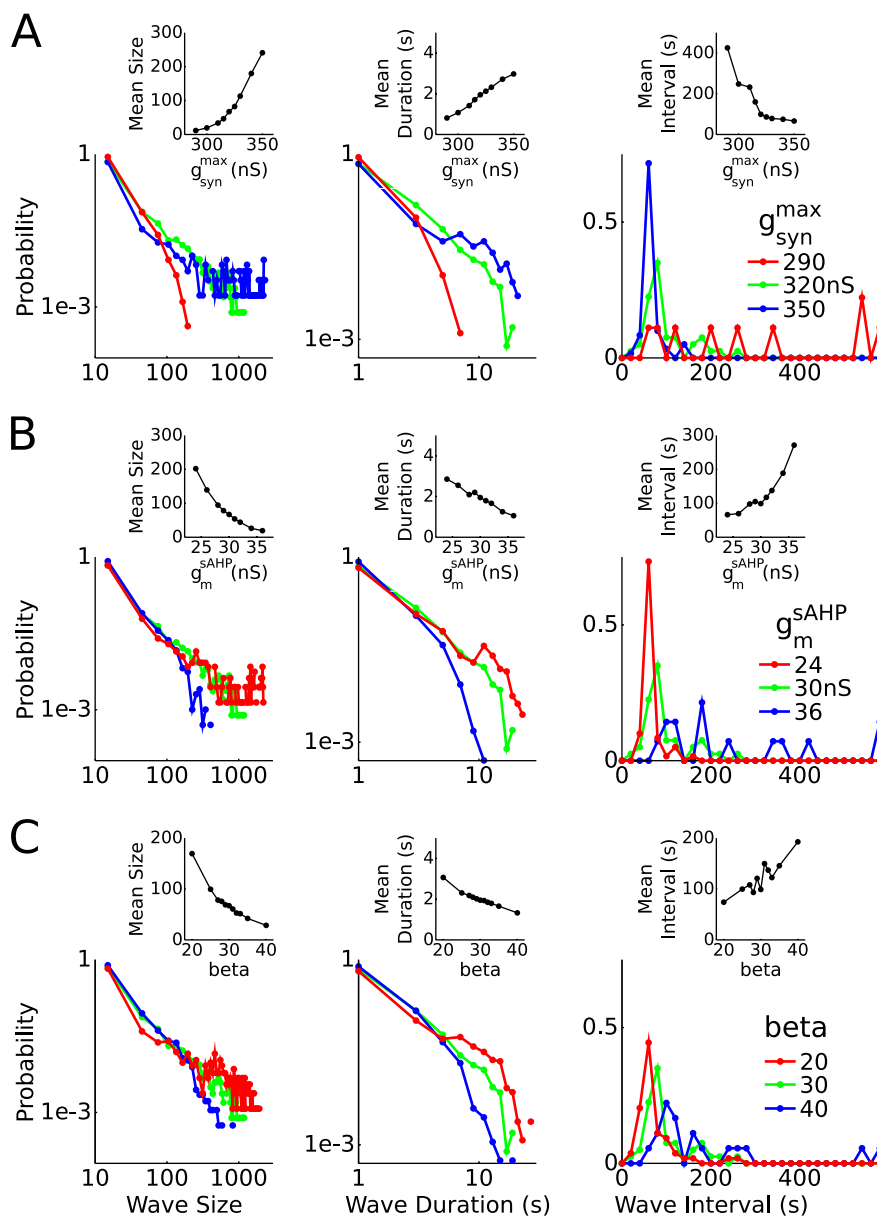 A
Mean Size
300
200
100
0
300 350
g_syn^max (nS)
Mean
Duration (s)
4
2
0
300 350
g_syn^max (nS)
Mean
Interval (s)
400
200
0
300 350
g_syn^max (nS)
Probability
1
1e-3
10 100 1000
1
1e-3
1 10
0.5
0
0 200 400
g_syn^max
290
320nS
350
B
Mean Size
300
200
100
0
25 30 35
g_m^sAHP (nS)
Mean
Duration (s)
4
2
0
25 30 35
g_m^sAHP (nS)
Mean
Interval (s)
300
200
100
0
25 30 35
g_m^sAHP (nS)
Probability
1
1e-3
10 100 1000
1
1e-3
1 10
0.5
0
0 200 400
g_m^sAHP
24
30nS
36
C
Mean Size
200
100
0
20 30 40
beta
Mean
Duration (s)
4
2
0
20 30 40
beta
Mean
Interval (s)
200
100
0
20 30 40
beta
Probability
1
1e-3
10 100 1000
Wave Size
1
1e-3
1 10
Wave Duration (s)
0.5
0
0 200 400
Wave Interval (s)
beta
20
30
40